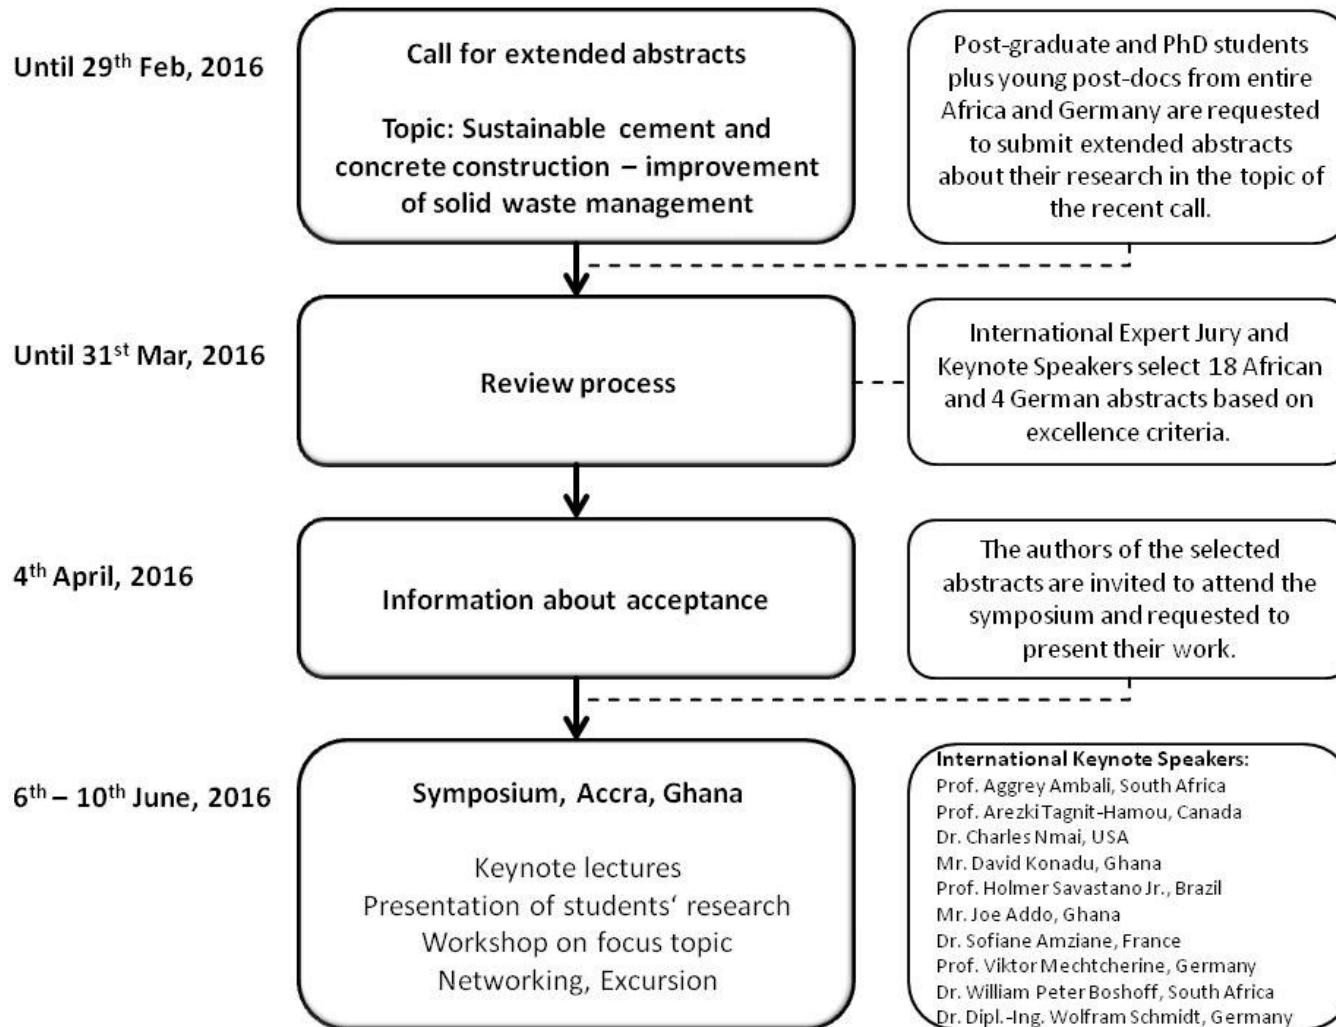 Until 29th Feb, 2016
Call for extended abstracts
Topic: Sustainable cement and
concrete construction – improvement
of solid waste management
Post-graduate and PhD students
plus young post-docs from entire
Africa and Germany are requested
to submit extended abstracts
about their research in the topic of
the recent call.
Until 31st Mar, 2016
Review process
International Expert Jury and
Keynote Speakers select 18 African
and 4 German abstracts based on
excellence criteria.
4th April, 2016
Information about acceptance
The authors of the selected
abstracts are invited to attend the
symposium and requested to
present their work.
6th – 10th June, 2016
Symposium, Accra, Ghana
Keynote lectures
Presentation of students‘ research
Workshop on focus topic
Networking, Excursion
International Keynote Speakers:
Prof. Aggrey Ambali, South Africa
Prof. Arezki Tagnit-Hamou, Canada
Dr. Charles Nmai, USA
Mr. David Konadu, Ghana
Prof. Holmer Savastano Jr., Brazil
Mr. Joe Addo, Ghana
Dr. Sofiane Amziane, France
Prof. Viktor Mechtcherine, Germany
Dr. William Peter Boshoff, South Africa
Dr. Dipl.-Ing. Wolfram Schmidt, Germany